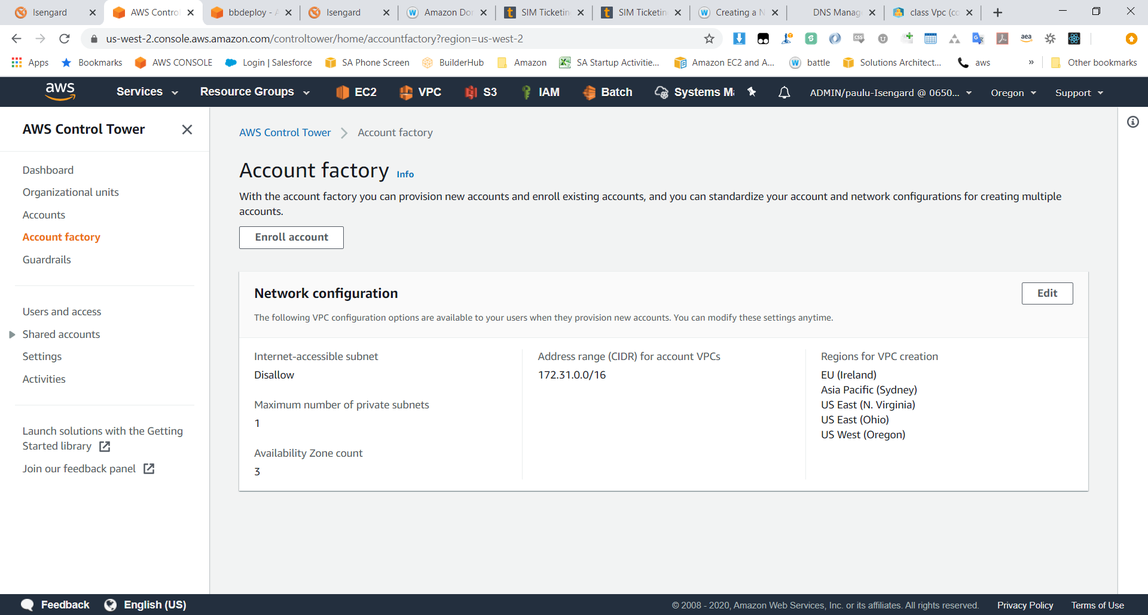 Isengard
AWS Contro
bbdeploy - A
Isengard
Amazon Do
SIM Ticketin
SIM Ticketin
Creating a N
DNS Manag
class Vpc (co
us-west-2.console.aws.amazon.com/controltower/home/accountfactory?region=us-west-2
Apps
Bookmarks
AWS CONSOLE
Login | Salesforce
SA Phone Screen
BuilderHub
Amazon
SA Startup Activitie...
Amazon EC2 and A...
battle
Solutions Architect...
aws
»
Other bookmarks
aws
Services
Resource Groups
EC2
VPC
S3
IAM
Batch
Systems M
ADMIN/paulu-Isengard @ 0650...
Oregon
Support
AWS Control Tower
Dashboard
Organizational units
Accounts
Account factory
Guardrails
Users and access
Shared accounts
Settings
Activities
Launch solutions with the Getting
Started library
Join our feedback panel
AWS Control Tower
Account factory
Account factory Info
With the account factory you can provision new accounts and enroll existing accounts, and you can standardize your account and network configurations for creating multiple
accounts.
Enroll account
Network configuration
Edit
The following VPC configuration options are available to your users when they provision new accounts. You can modify these settings anytime.
Internet-accessible subnet
Disallow
Maximum number of private subnets
1
Availability Zone count
3
Address range (CIDR) for account VPCs
172.31.0.0/16
Regions for VPC creation
EU (Ireland)
Asia Pacific (Sydney)
US East (N. Virginia)
US East (Ohio)
US West (Oregon)
Feedback
English (US)
© 2008 - 2020, Amazon Web Services, Inc. or its affiliates. All rights reserved.
Privacy Policy
Terms of Use